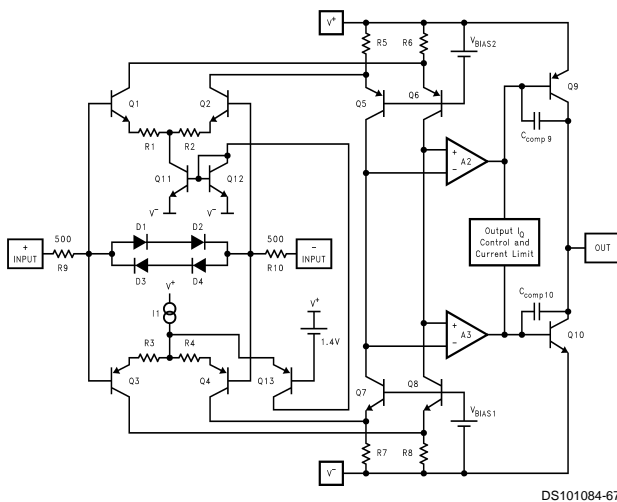 V+
R5
R6
VBIAS2
Q1
Q2
Q5
Q6
Q9
R1
R2
Ccomp 9
+
-
A2
Q11
Q12
V-
V-
500
D1
D2
500
+
INPUT
-
INPUT
R9
D3
D4
R10
Output IQ
Control and
Current Limit
OUT
V+
V+
I1
1.4V
Ccomp10
R3
R4
+
-
A3
Q10
Q3
Q4
Q13
Q7
Q8
VBIAS1
R7
R8
V-
DS101084-67